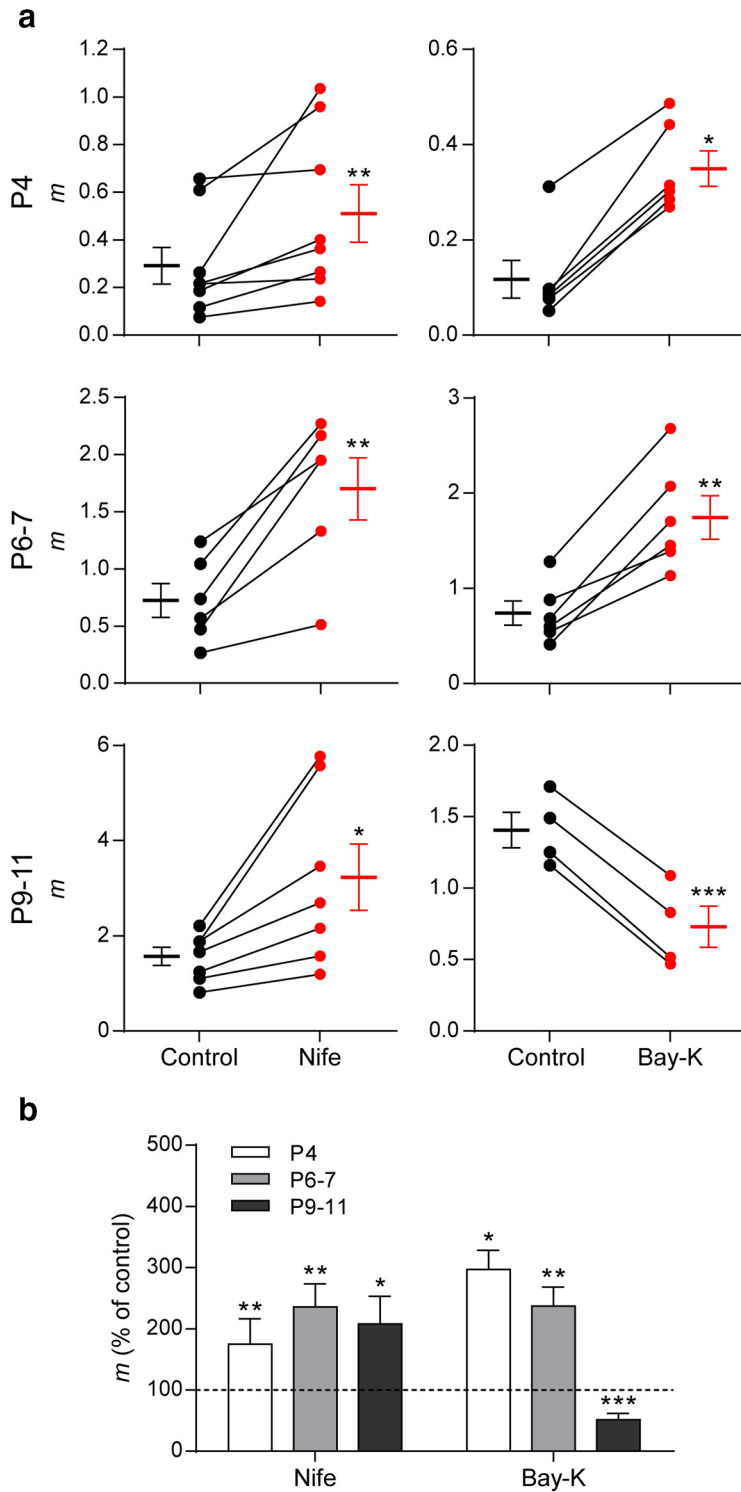 a
P4
m
1.2
1.0
0.8
0.6
0.4
0.2
0.0
**
0.6
0.4
0.2
0.0
*
P6-7
m
2.5
2.0
1.5
1.0
0.5
0.0
**
3
2
1
0
**
P9-11
m
6
4
2
0
*
Control Nife
2.0
1.5
1.0
0.5
0.0
***
Control Bay-K
b
m (% of control)
500
400
300
200
100
0
P4
P6-7
P9-11
** ** * * ** ***
Nife Bay-K